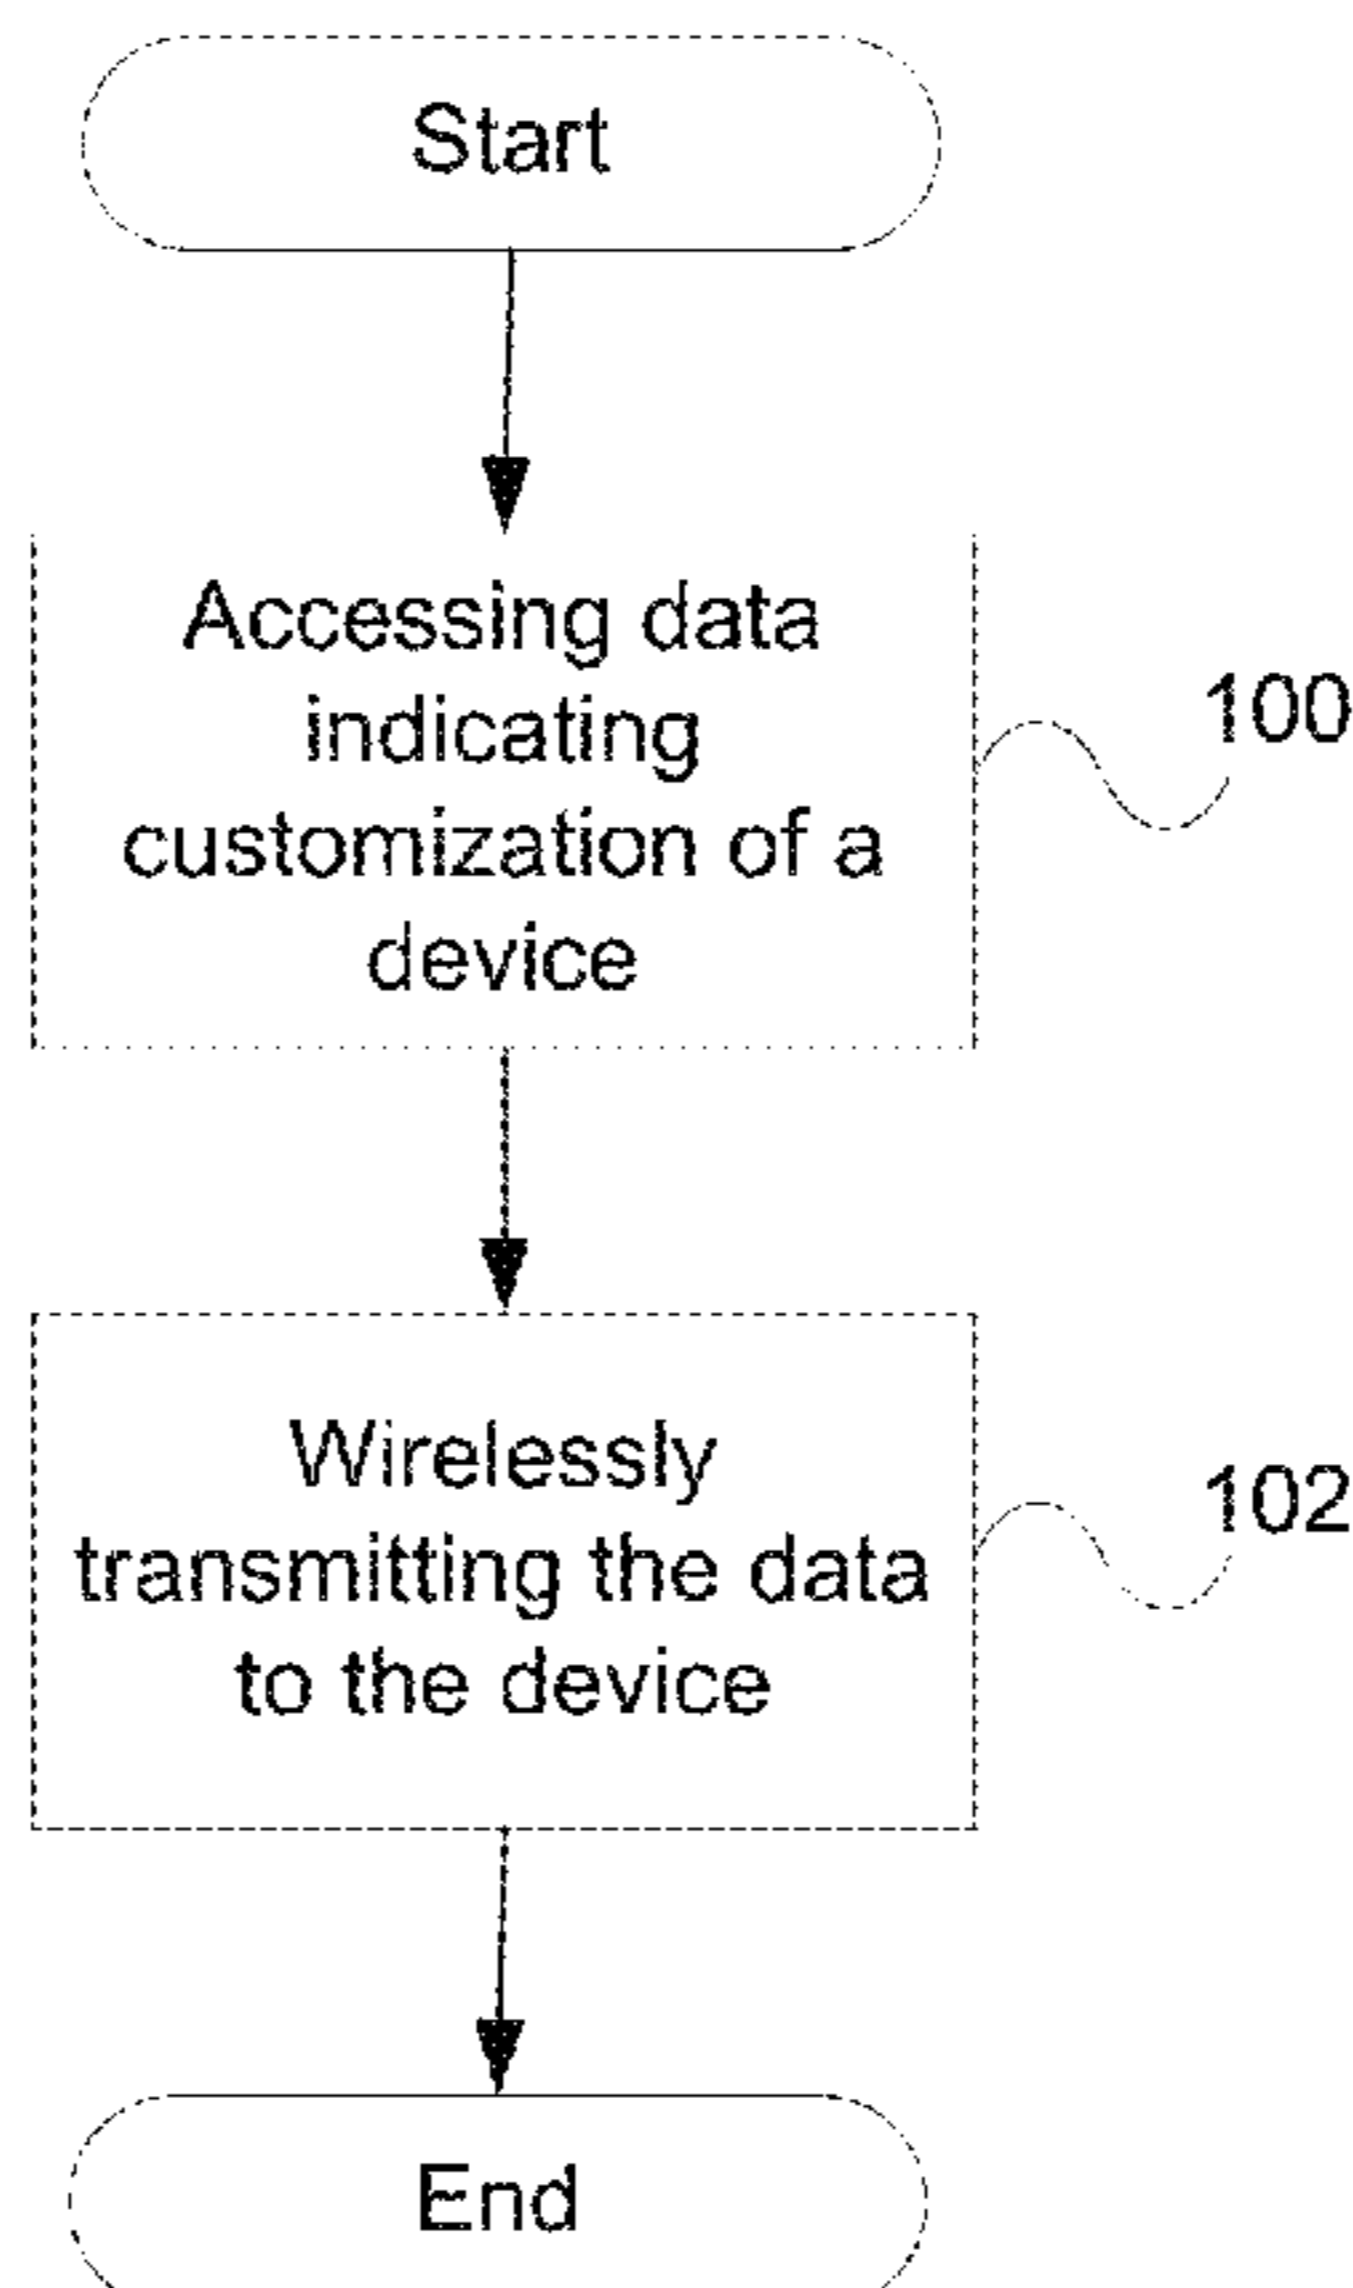 Start
Accessing data
indicating
customization of a
device
100
Wirelessly
transmitting the data
to the device
102
End